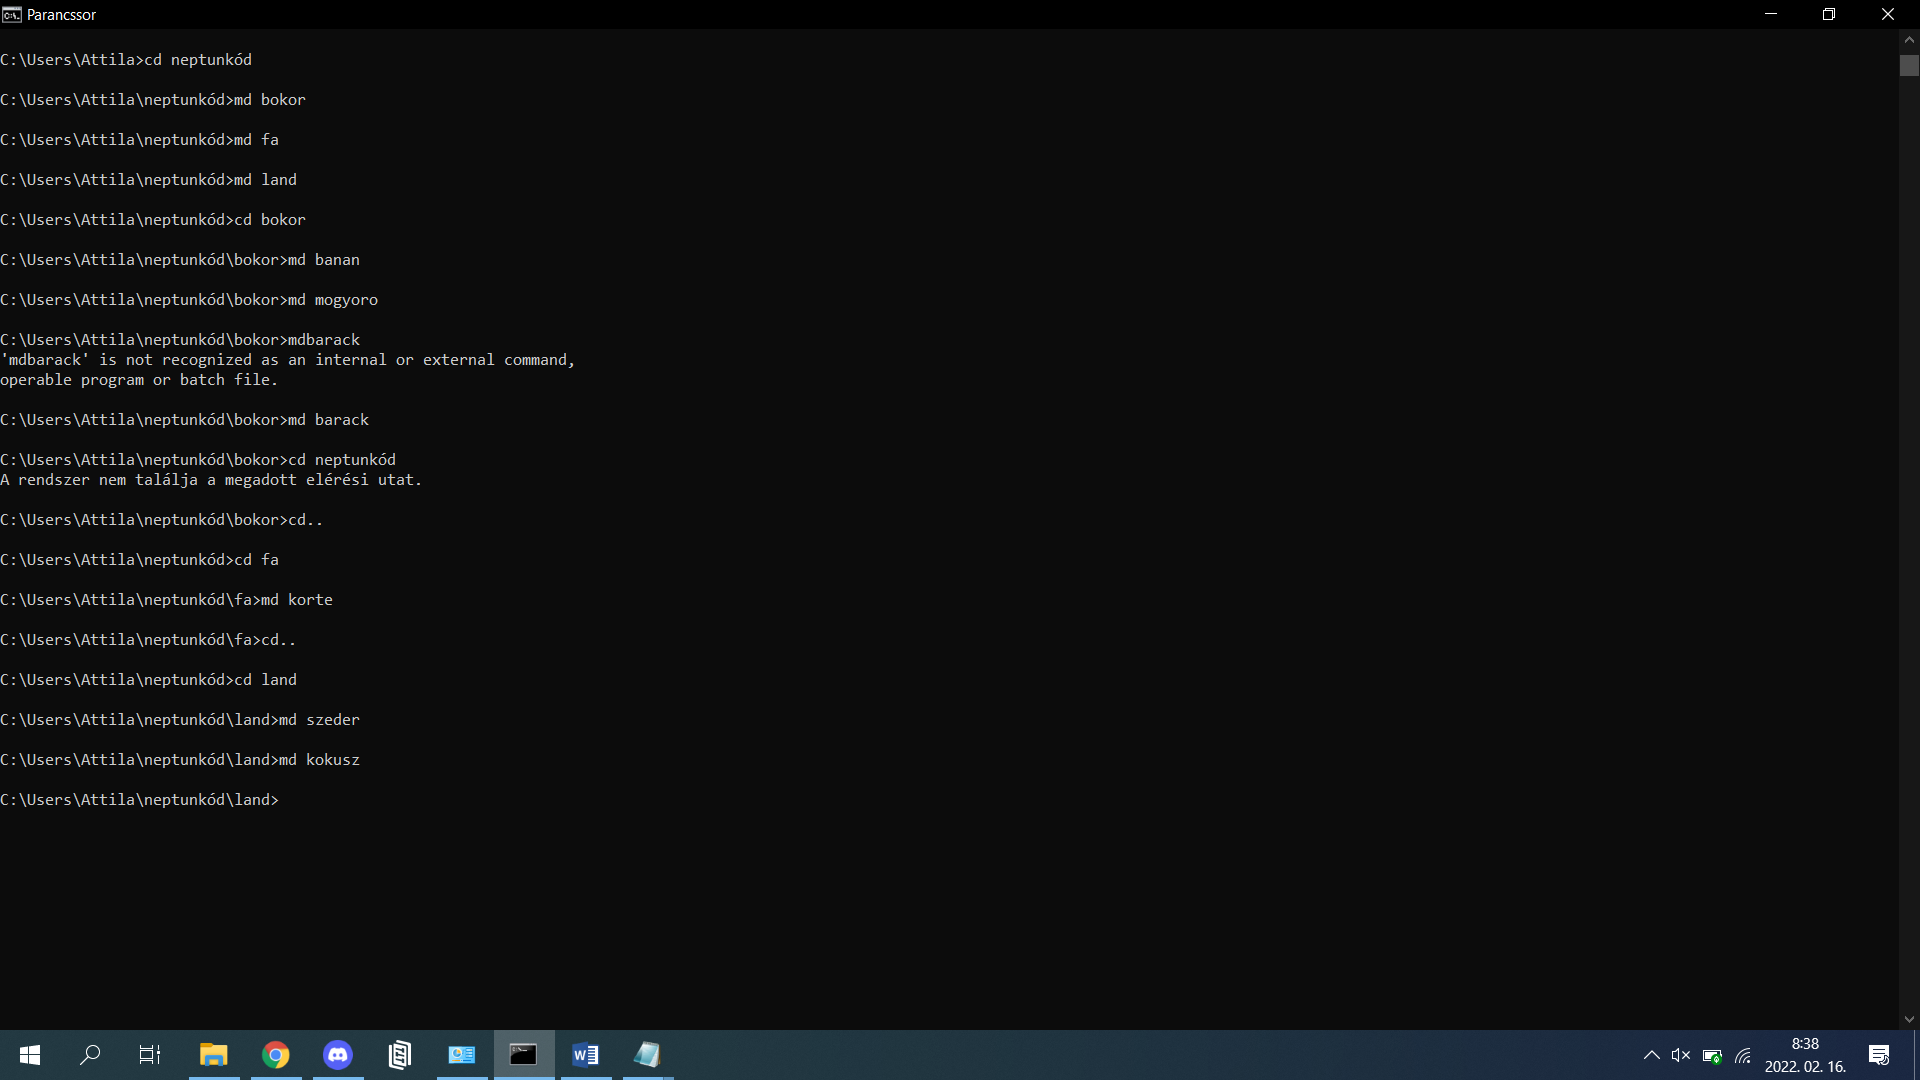 Parancssor
C:\Users\Attila>cd neptunkód
C:\Users\Attila\neptunkód>md bokor
C:\Users\Attila\neptunkód>md fa
C:\Users\Attila\neptunkód>md land
C:\Users\Attila\neptunkód>cd bokor
C:\Users\Attila\neptunkód\bokor>md banan
C:\Users\Attila\neptunkód\bokor>md mogyoro
C:\Users\Attila\neptunkód\bokor>mdbarack
'mdbarack' is not recognized as an internal or external command,
operable program or batch file.
C:\Users\Attila\neptunkód\bokor>md barack
C:\Users\Attila\neptunkód\bokor>cd neptunkód
A rendszer nem találja a megadott elérési utat.
C:\Users\Attila\neptunkód\bokor>cd..
C:\Users\Attila\neptunkód>cd fa
C:\Users\Attila\neptunkód\fa>md korte
C:\Users\Attila\neptunkód\fa>cd..
C:\Users\Attila\neptunkód>cd land
C:\Users\Attila\neptunkód\land>md szeder
C:\Users\Attila\neptunkód\land>md kokusz
C:\Users\Attila\neptunkód\land>
8:38
2022. 02. 16.